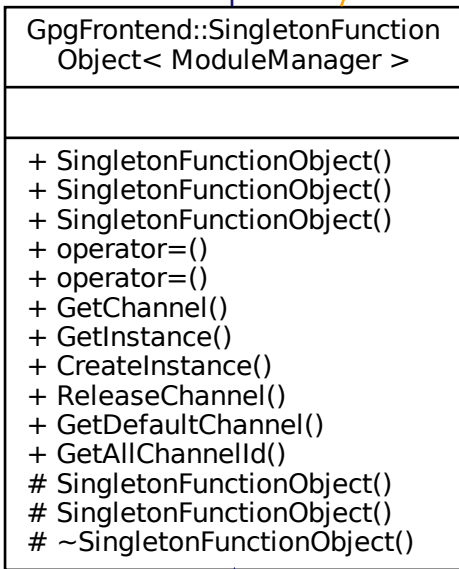 GpgFrontend::SingletonFunction
Object< ModuleManager >
+ SingletonFunctionObject()
+ SingletonFunctionObject()
+ SingletonFunctionObject()
+ operator=()
+ operator=()
+ GetChannel()
+ GetInstance()
+ CreateInstance()
+ ReleaseChannel()
+ GetDefaultChannel()
+ GetAllChannelId()
# SingletonFunctionObject()
# SingletonFunctionObject()
# ~SingletonFunctionObject()